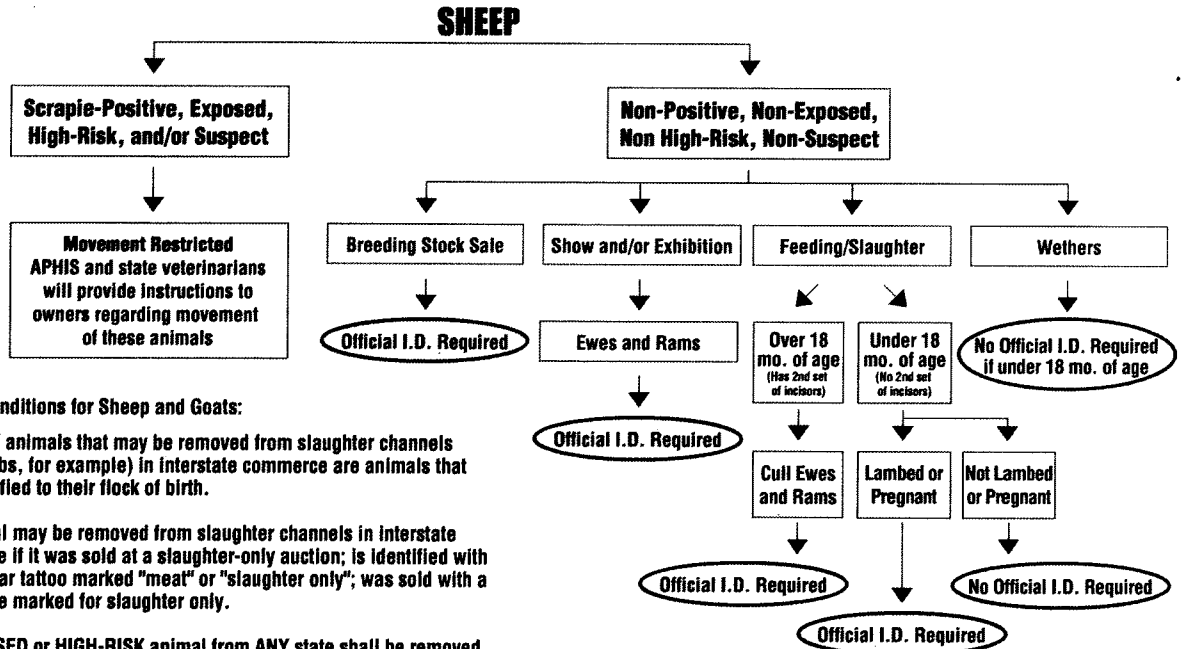 SHEEP
Scrapie-Positive, Exposed,
High-Risk, and/or Suspect
Non-Positive, Non-Exposed,
Non High-Risk, Non-Suspect
Movement Restricted
APHIS and state veterinarians
will provide instructions to
owners regarding movement
of these animals
Breeding Stock Sale
Show and/or Exhibition
Feeding/Slaughter
Wethers
Official I.D. Required
Ewes and Rams
Over 18
mo. of age
(Has 2nd set
of incisors)
Under 18
mo. of age
(No 2nd set
of incisors)
No Official I.D. Required
if under 18 mo. of age
Official I.D. Required
Cull Ewes
and Rams
Lambed or
Pregnant
Not Lambed
or Pregnant
Official I.D. Required
No Official I.D. Required
Official I.D. Required
for Sheep and Goats:
animals that may be removed from slaughter channels
for example) in interstate commerce are animals that
to their flock of birth.
may be removed from slaughter channels in interstate
if it was sold at a slaughter-only auction; is identified with
tattoo marked "meat" or "slaughter only"; was sold with a
marked for slaughter only.
or HIGH-RISK animal from ANY state shall be removed